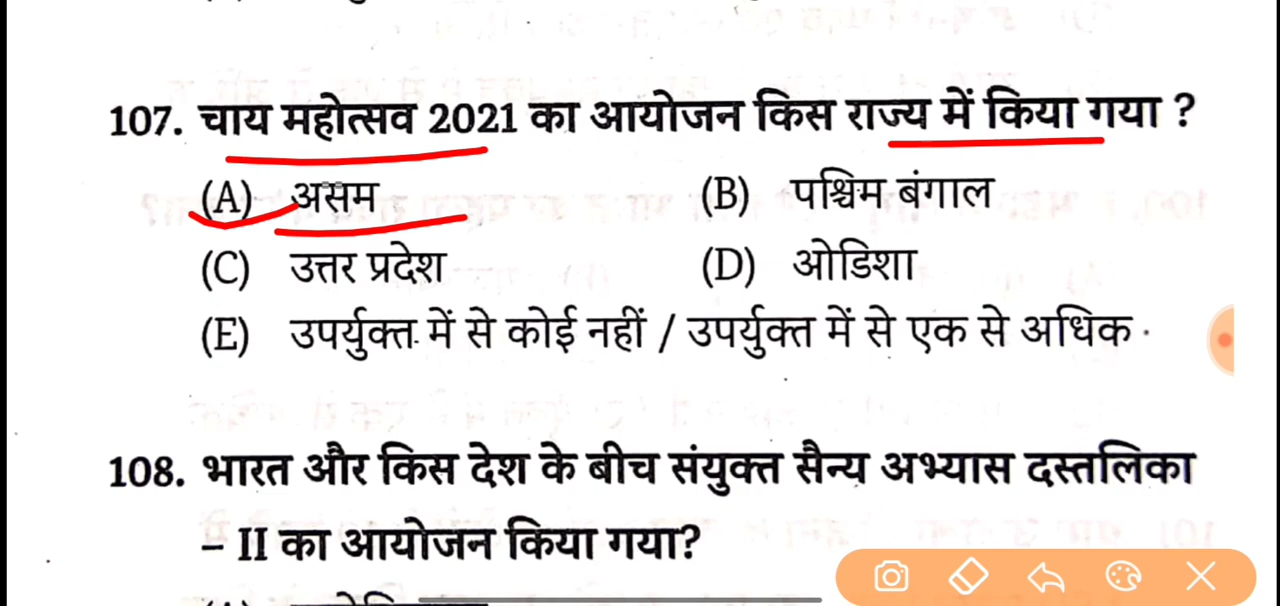 107. चाय महोत्सव 2021 का आयोजन किस राज्य में किया गया ?
(A) असम (B) पश्चिम बंगाल
(C) उत्तर प्रदेश (D) ओडिशा
(E) उपर्युक्त में से कोई नहीं / उपर्युक्त में से एक से अधिक
108. भारत और किस देश के बीच संयुक्त सैन्य अभ्यास दस्तलिका
– II का आयोजन किया गया?